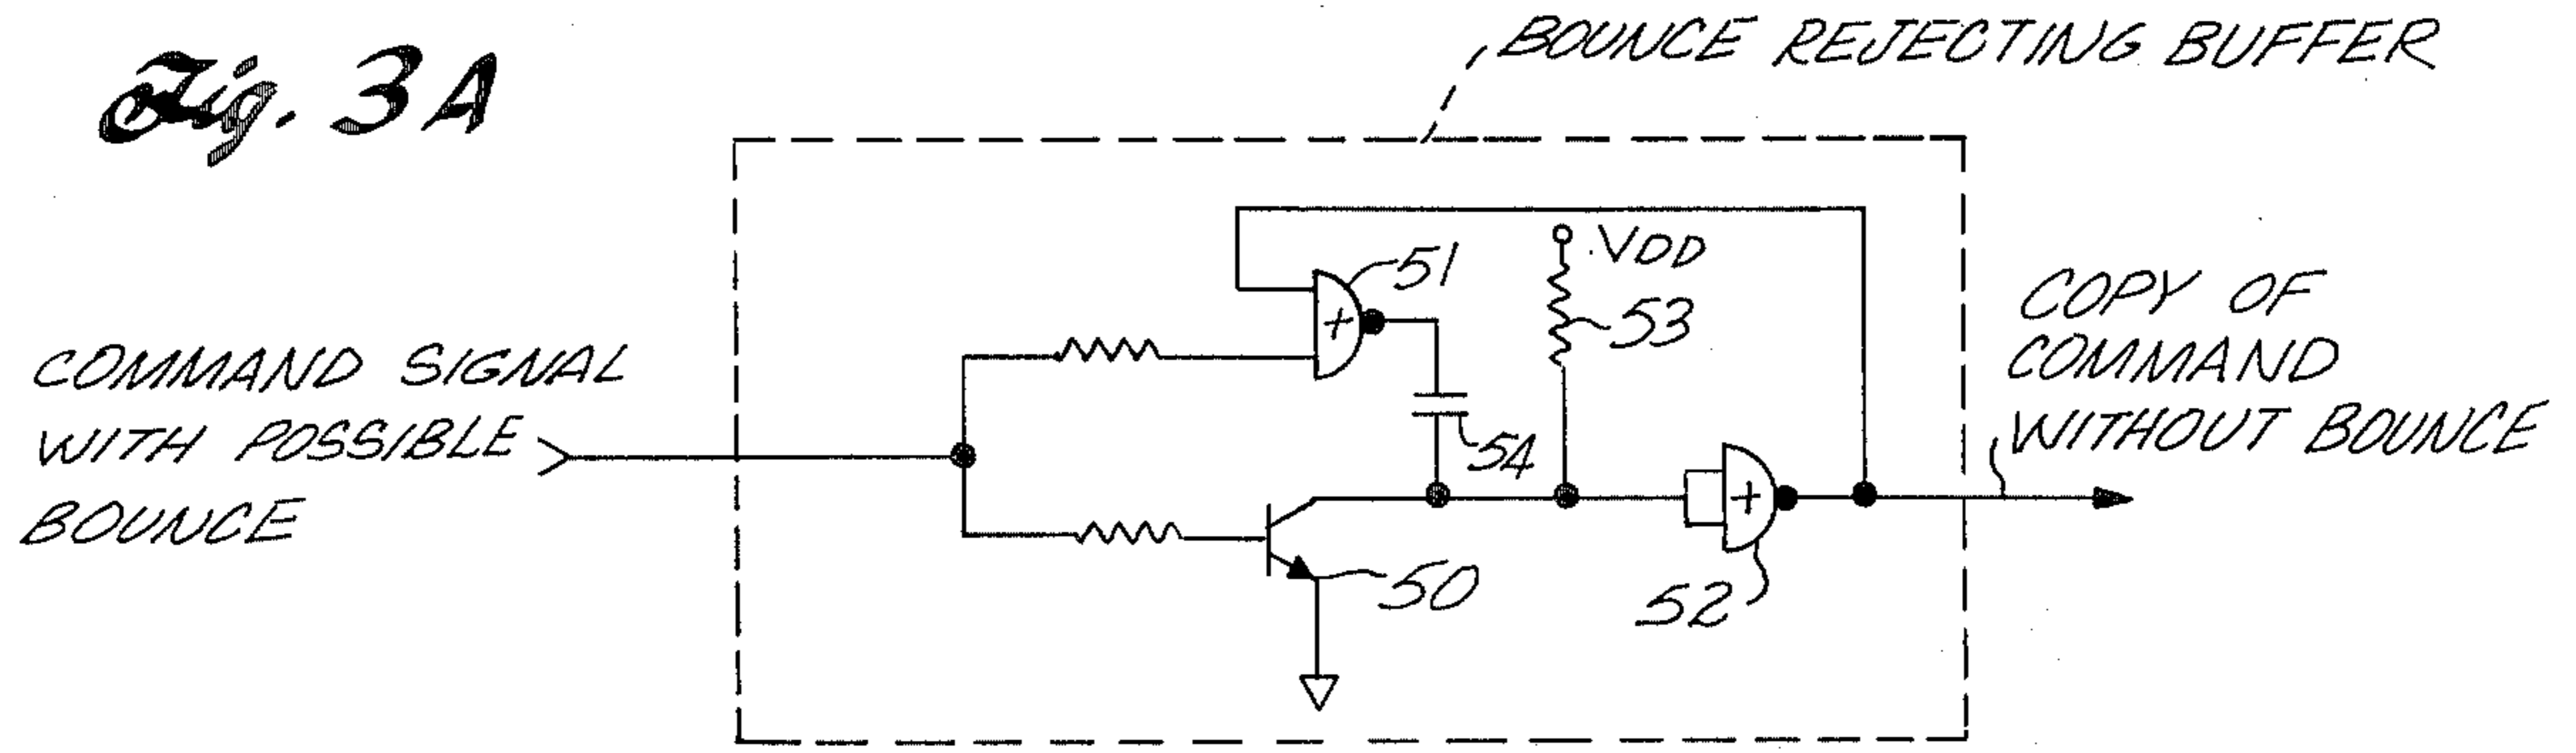 Fig. 3A
BOUNCE REJECTING BUFFER
COMMAND SIGNAL
WITH POSSIBLE
BOUNCE
51
+
VDD
53
54
50
+
52
COPY OF
COMMAND
WITHOUT BOUNCE